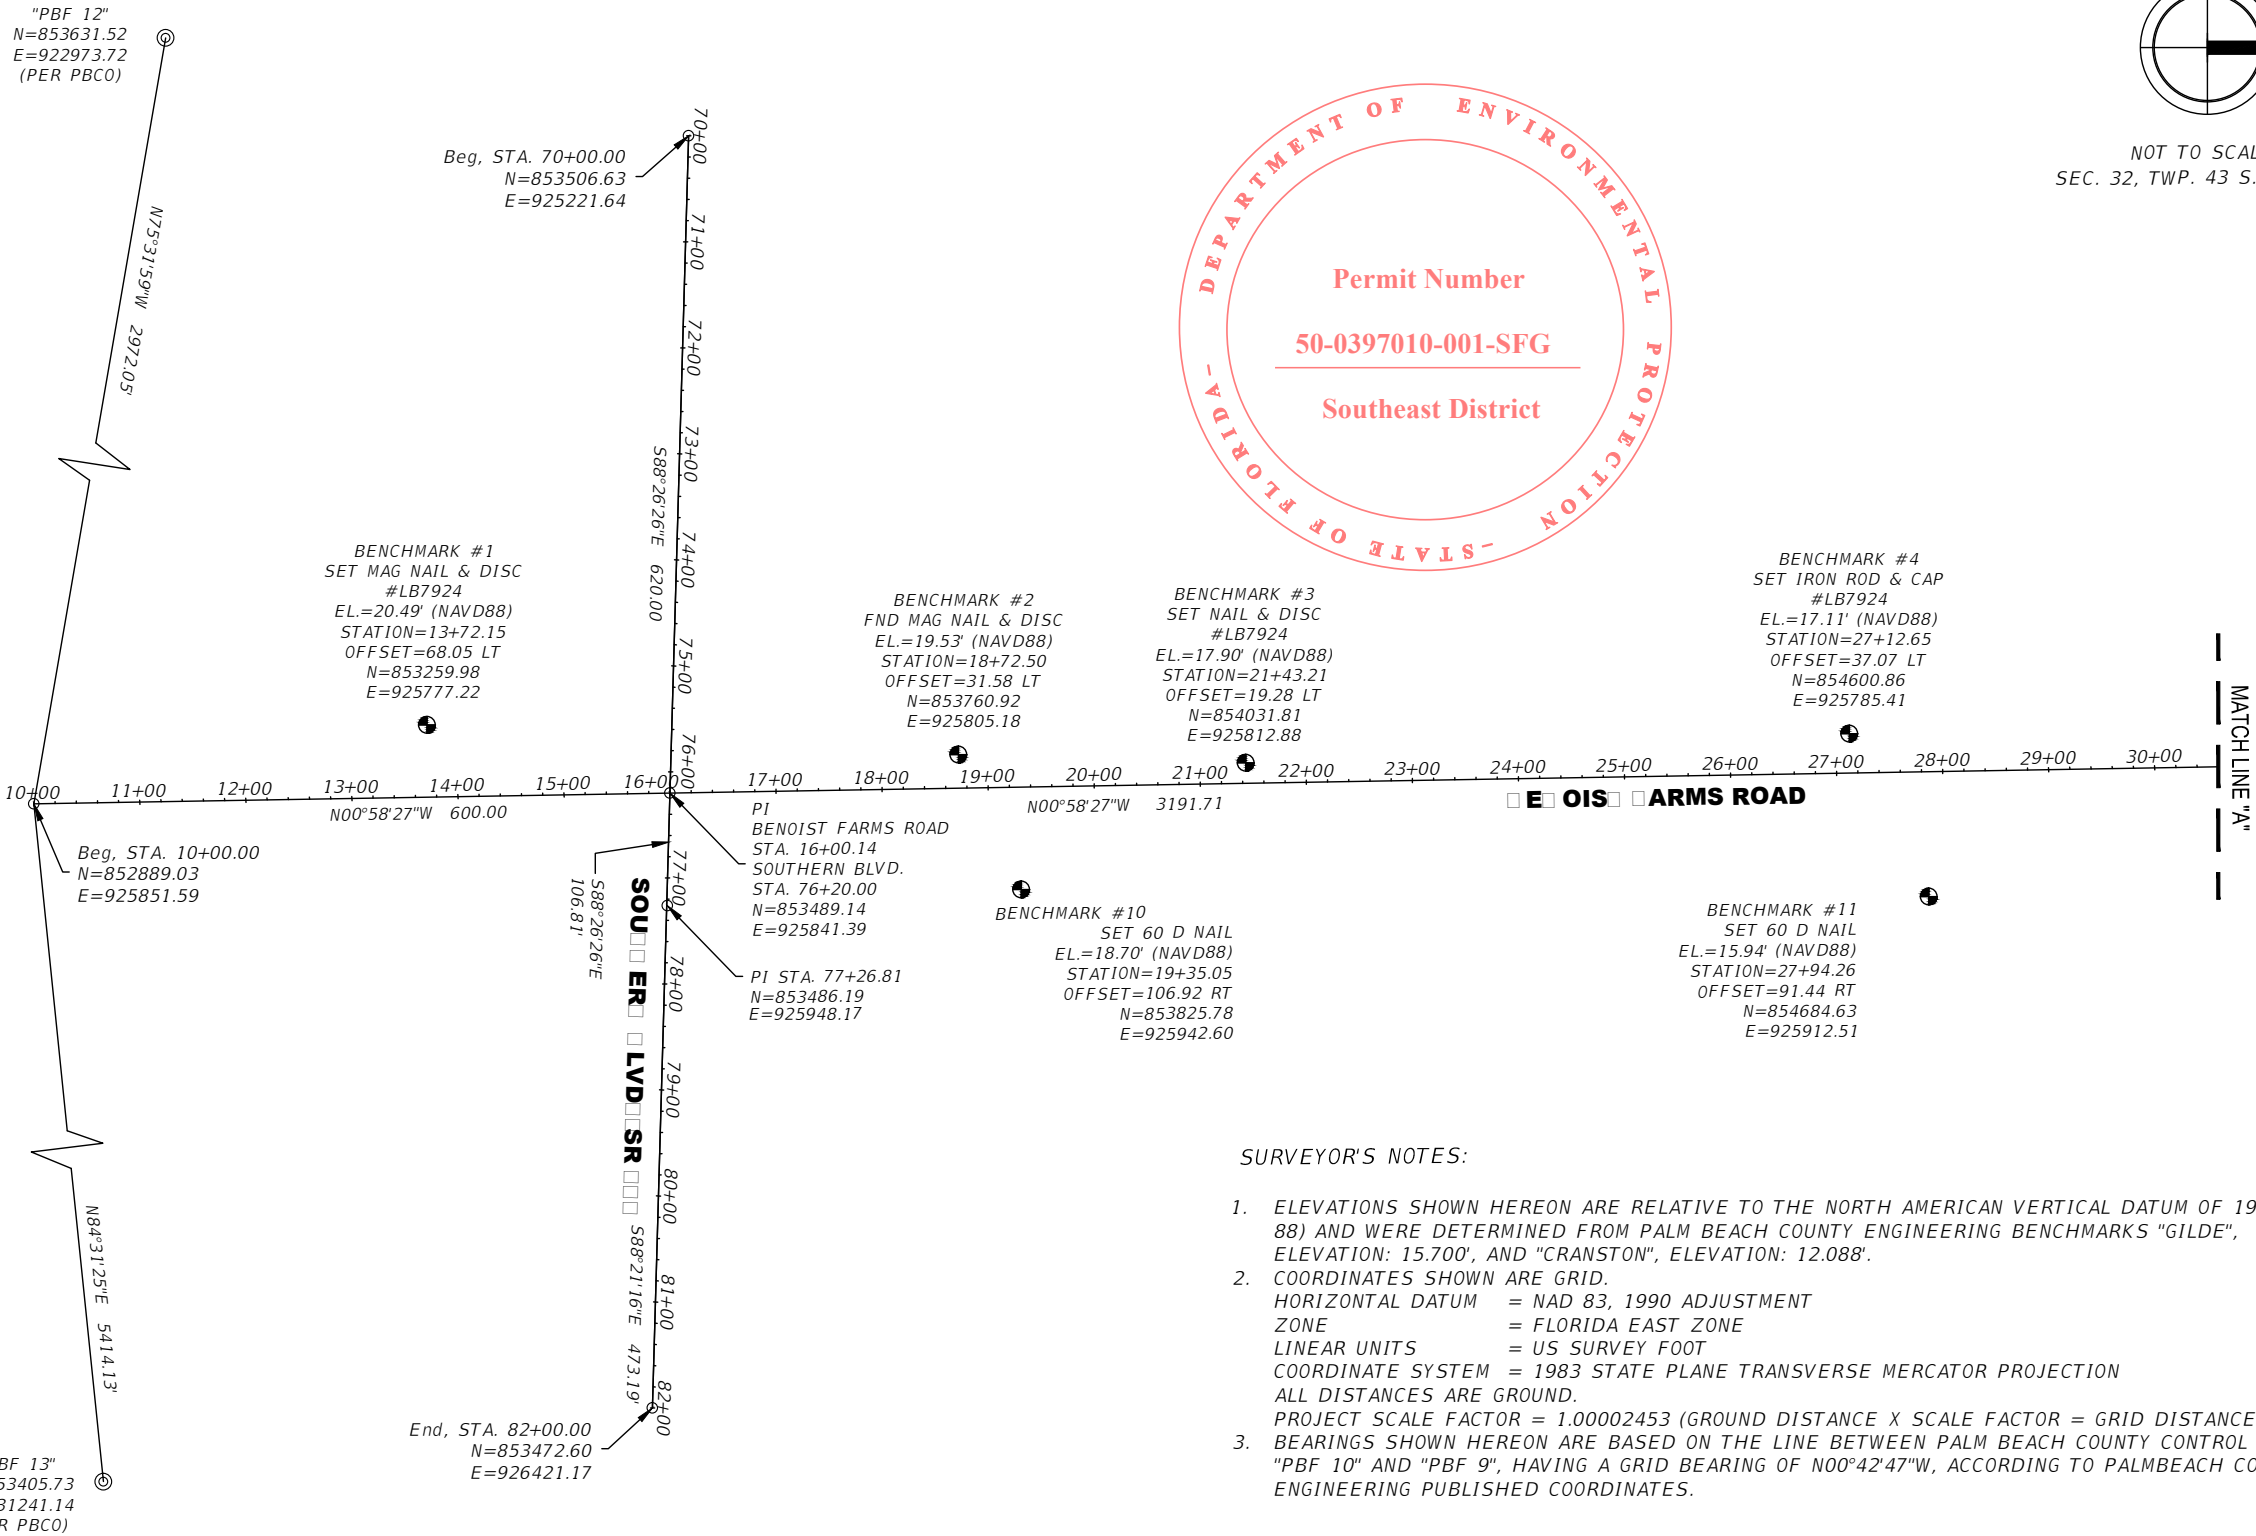 "PBF 12"
N=853631.52
E=922973.72
(PER PBCO)
N75°31'59"W 2972.05'
Beg, STA. 70+00.00
N=853506.63
E=925221.64
70+00
71+00
72+00
73+00
74+00
75+00
76+00
77+00
78+00
79+00
80+00
81+00
82+00
S88°26'26"E 620.00
DEPARTMENT OF ENVIRONMENTAL PROTECTION
-STATE OF FLORIDA-
Permit Number
50-0397010-001-SFG
Southeast District
NOT TO
SEC. 32, TWP. 43 S.
BENCHMARK #1
SET MAG NAIL & DISC
#LB7924
EL.=20.49' (NAVD88)
STATION=13+72.15
OFFSET=68.05 LT
N=853259.98
E=925777.22
BENCHMARK #2
FND MAG NAIL & DISC
EL.=19.53' (NAVD88)
STATION=18+72.50
OFFSET=31.58 LT
N=853760.92
E=925805.18
BENCHMARK #3
SET NAIL & DISC
#LB7924
EL.=17.90' (NAVD88)
STATION=21+43.21
OFFSET=19.28 LT
N=854031.81
E=925812.88
BENCHMARK #4
SET IRON ROD & CAP
#LB7924
EL.=17.11' (NAVD88)
STATION=27+12.65
OFFSET=37.07 LT
N=854600.86
E=925785.41
MATCH LINE "A"
10+00 11+00 12+00 13+00 14+00 15+00 16+00 17+00 18+00 19+00 20+00 21+00 22+00 23+00 24+00 25+00 26+00 27+00 28+00 29+00 30+00
N00°58'27"W 600.00
N00°58'27"W 3191.71
ARMS ROAD
Beg, STA. 10+00.00
N=852889.03
E=925851.59
PI
BENOIST FARMS ROAD
STA. 16+00.14
SOUTHERN BLVD.
STA. 76+20.00
N=853489.14
E=925841.39
S88°26'26"E
106.81'
PI STA. 77+26.81
N=853486.19
E=925948.17
SOU ER LVD SR
BENCHMARK #10
SET 60 D NAIL
EL.=18.70' (NAVD88)
STATION=19+35.05
OFFSET=106.92 RT
N=853825.78
E=925942.60
BENCHMARK #11
SET 60 D NAIL
EL.=15.94' (NAVD88)
STATION=27+94.26
OFFSET=91.44 RT
N=854684.63
E=925912.51
N84°31'25"E 5414.13'
S88°21'16"E 473.19'
End, STA. 82+00.00
N=853472.60
E=926421.17
BF 13"
53405.73
31241.14
R PBCO)
SURVEYOR'S NOTES:
1. ELEVATIONS SHOWN HEREON ARE RELATIVE TO THE NORTH AMERICAN VERTICAL DATUM OF 19
88) AND WERE DETERMINED FROM PALM BEACH COUNTY ENGINEERING BENCHMARKS "GILDE",
ELEVATION: 15.700', AND "CRANSTON", ELEVATION: 12.088'.
2. COORDINATES SHOWN ARE GRID.
HORIZONTAL DATUM = NAD 83, 1990 ADJUSTMENT
ZONE = FLORIDA EAST ZONE
LINEAR UNITS = US SURVEY FOOT
COORDINATE SYSTEM = 1983 STATE PLANE TRANSVERSE MERCATOR PROJECTION
ALL DISTANCES ARE GROUND.
PROJECT SCALE FACTOR = 1.00002453 (GROUND DISTANCE X SCALE FACTOR = GRID DISTANCE
3. BEARINGS SHOWN HEREON ARE BASED ON THE LINE BETWEEN PALM BEACH COUNTY CONTROL
"PBF 10" AND "PBF 9", HAVING A GRID BEARING OF N00°42'47"W, ACCORDING TO PALMBEACH CO
ENGINEERING PUBLISHED COORDINATES.